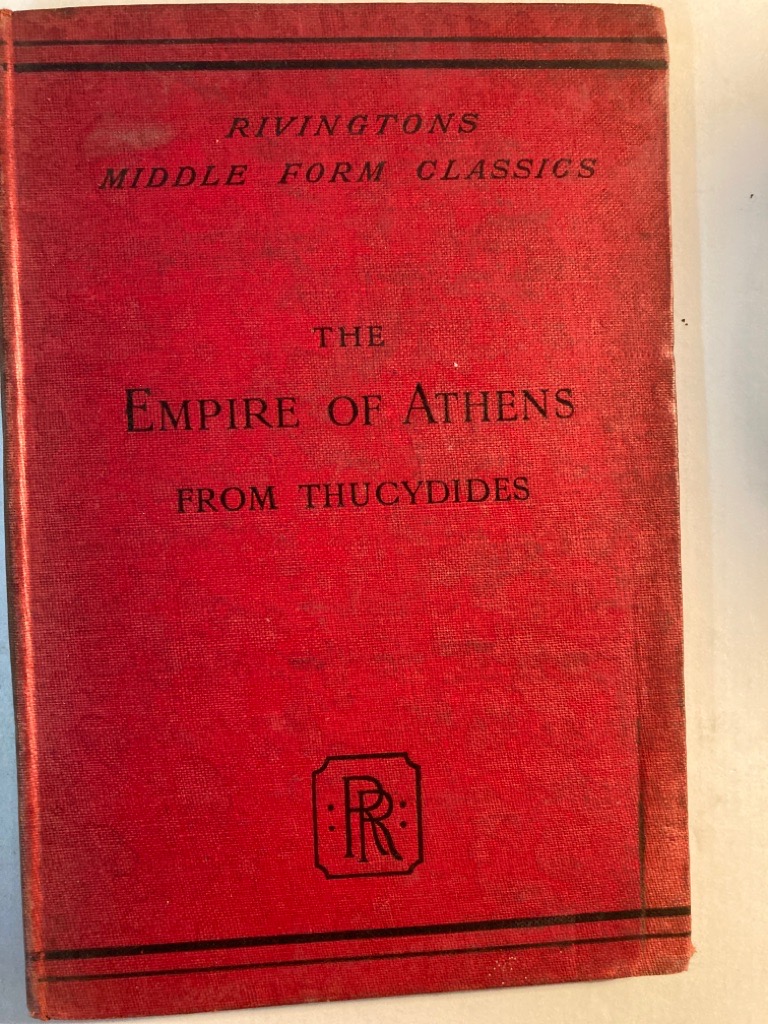 RIVINGTONS
MIDDLE FORM CLASSICS
THE
EMPIRE OF ATHENS
FROM THUCYDIDES
RR